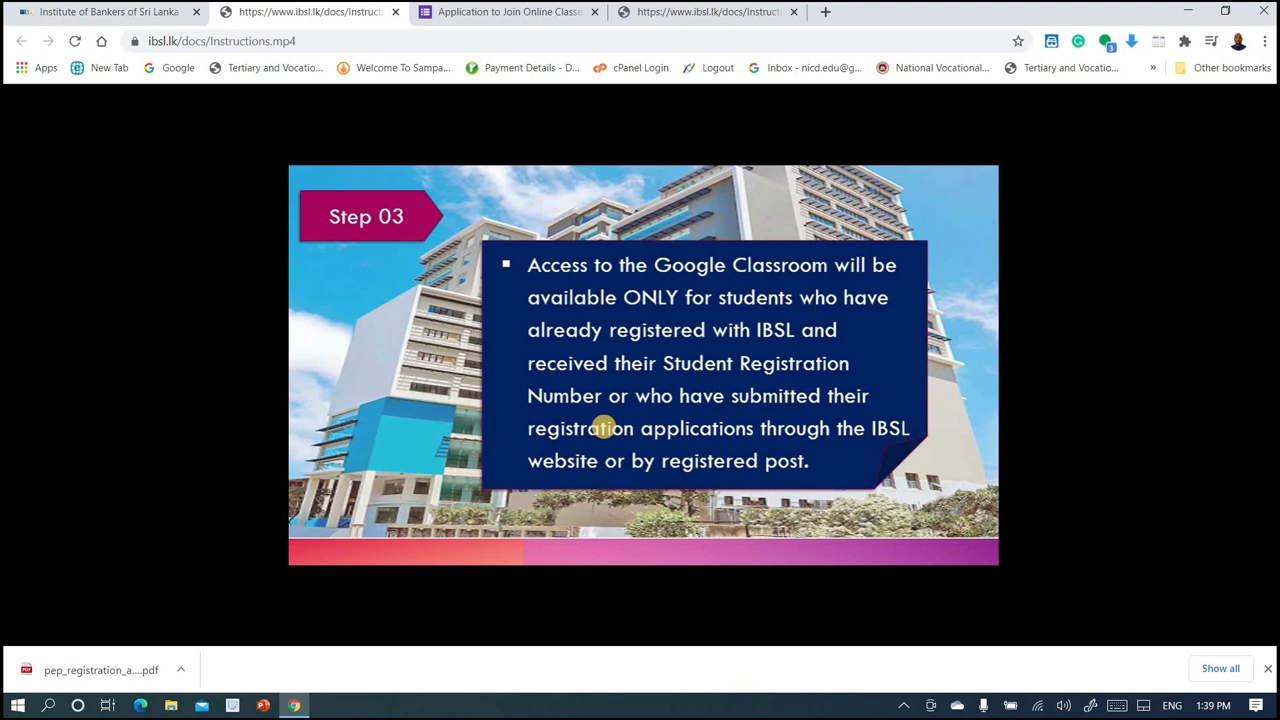 Institute of Bankers of Sri Lanka
https://www.ibsl.lk/docs/Instructi
Application to Join Online Classe
https://www.ibsl.lk/docs/Instructi
ibsl.lk/docs/Instructions.mp4
3
Apps
New Tab
Google
Tertiary and Vocatio...
Welcome To Sampa...
Payment Details - D...
cPanel Login
Logout
Inbox - nicd.edu@g...
National Vocational...
Tertiary and Vocatio...
»
Other bookmarks
Step 03
▪ Access to the Google Classroom will be
available ONLY for students who have
already registered with IBSL and
received their Student Registration
Number or who have submitted their
registration applications through the IBSL
website or by registered post.
pep_registration_a....pdf
Show all
ENG
1:39 PM